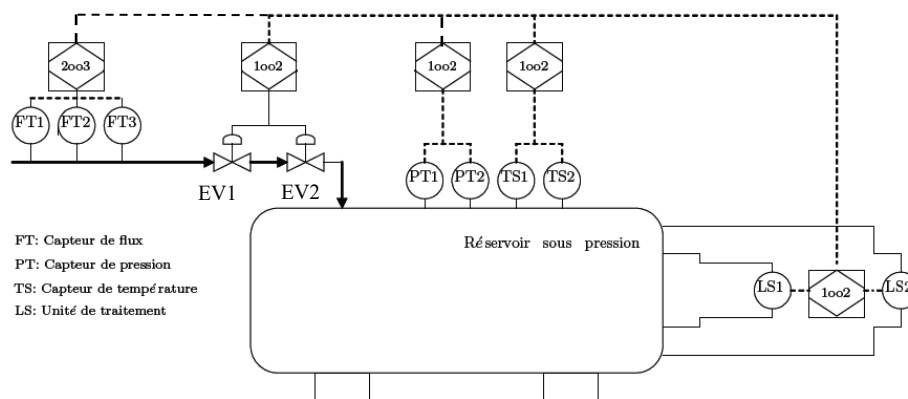 2oo3
1oo2
1oo2
1oo2
FT1
FT2
FT3
EV1
EV2
PT1
PT2
TS1
TS2
Réservoir sous pression
FT: Capteur de flux
PT: Capteur de pression
TS: Capteur de température
LS: Unité de traitement
LS1
1oo2
LS2